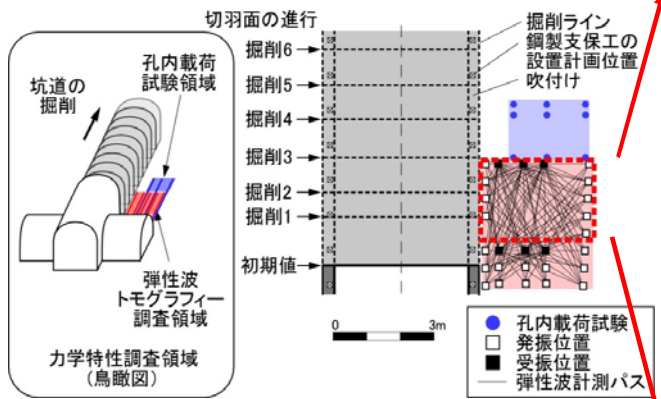 切羽面の進行
孔内載荷
試験領域
坑道の
掘削
弾性波
トモグラフィー
調査領域
力学特性調査領域
(鳥瞰図)
掘削6
掘削5
掘削4
掘削3
掘削2
掘削1
初期値
掘削ライン
鋼製支保工の
設置計画位置
吹付け
0
3m
孔内載荷試験
発振位置
受振位置
弾性波計測パス